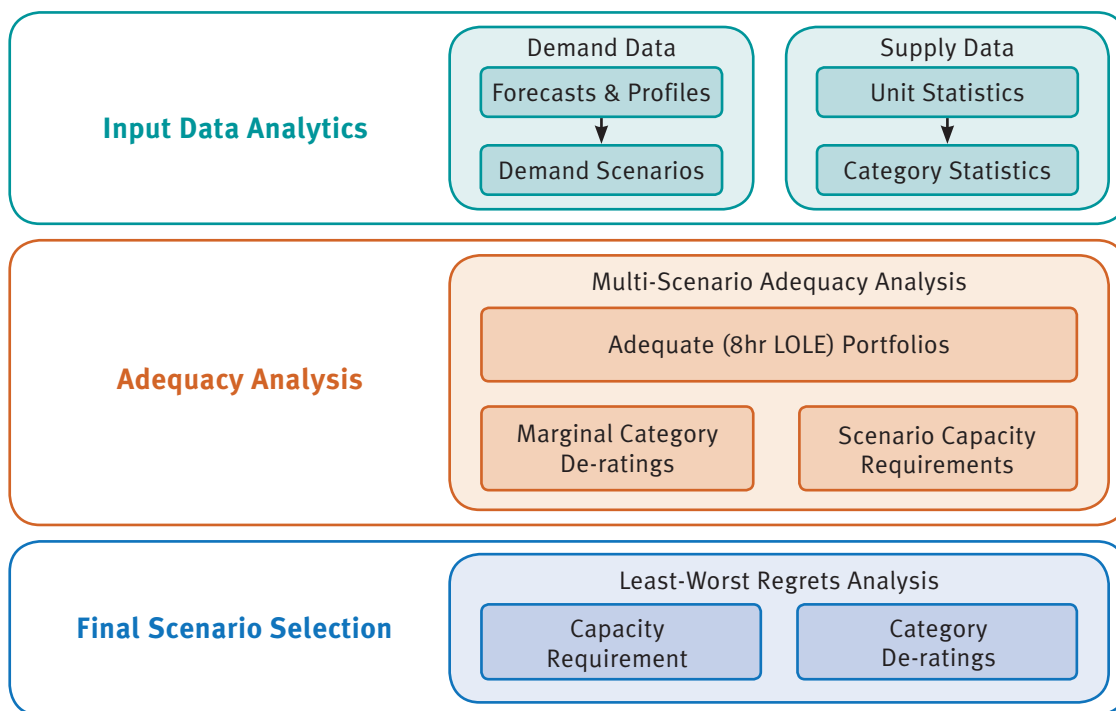 Input Data Analytics
Demand Data
Forecasts & Profiles
Demand Scenarios
Supply Data
Unit Statistics
Category Statistics
Adequacy Analysis
Multi-Scenario Adequacy Analysis
Adequate (8hr LOLE) Portfolios
Marginal Category
De-ratings
Scenario Capacity
Requirements
Final Scenario Selection
Least-Worst Regrets Analysis
Capacity
Requirement
Category
De-ratings